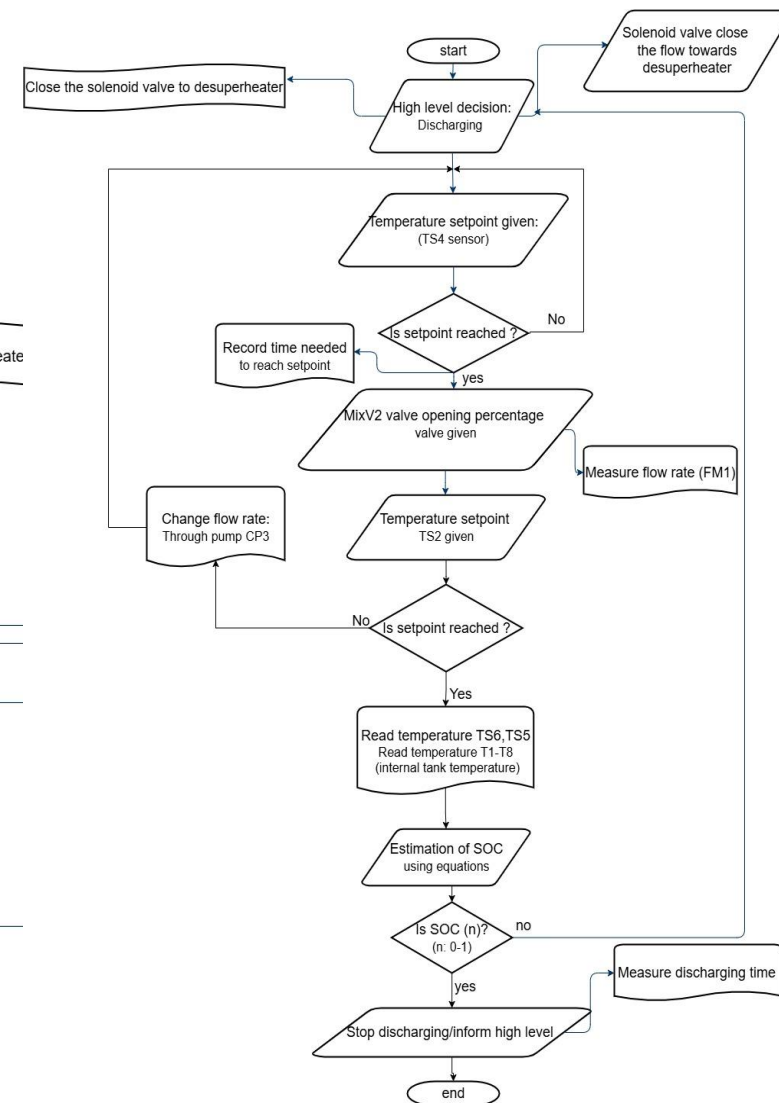 start
Solenoid valve close
the flow towards
desuperheater
Close the solenoid valve to desuperheater
High level decision:
Discharging
Temperature setpoint given:
(TS4 sensor)
Is setpoint reached ?
No
Record time needed
to reach setpoint
eate
yes
MixV2 valve opening percentage
valve given
Measure flow rate (FM1)
Change flow rate:
Through pump CP3
Temperature setpoint
TS2 given
No
Is setpoint reached ?
Yes
Read temperature TS6,TS5
Read temperature T1-T8
(internal tank temperature)
Estimation of SOC
using equations
Is SOC (n)?
(n: 0-1)
no
yes
Measure discharging time
Stop discharging/inform high level
end